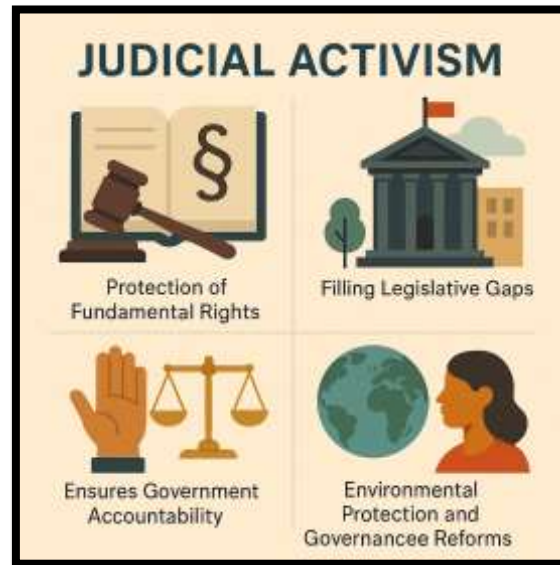 JUDICIAL ACTIVISM
§
Protection of
Fundamental Rights
Filling Legislative Gaps
Ensures Government
Accountability
Environmental
Protection and
Governancee Reforms